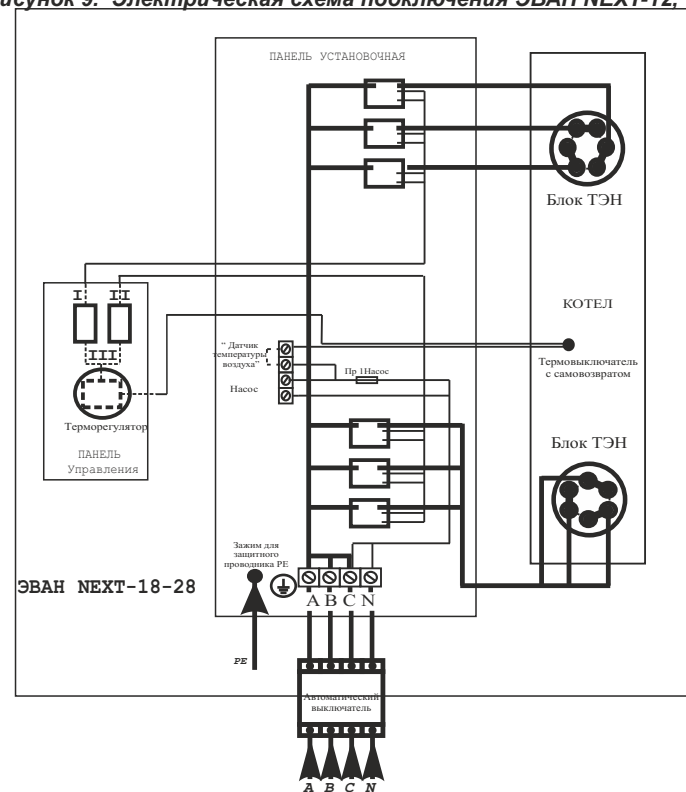 исунок 9. Электрическая схема подключения ЭВАН NEXT-12,
ПАНЕЛЬ УСТАНОВОЧНАЯ
Блок ТЭН
I
II
III
КОТЕЛ
“ Датчик
температуры
воздуха”
Насос
Пр 1Насос
Термовыключатель
с самовозвратом
Терморегулятор
ПАНЕЛЬ
Управления
Блок ТЭН
Зажим для
защитного
проводника PE
ЭВАН NEXT-18-28
A B C N
PE
Автоматический
выключатель
A B C N